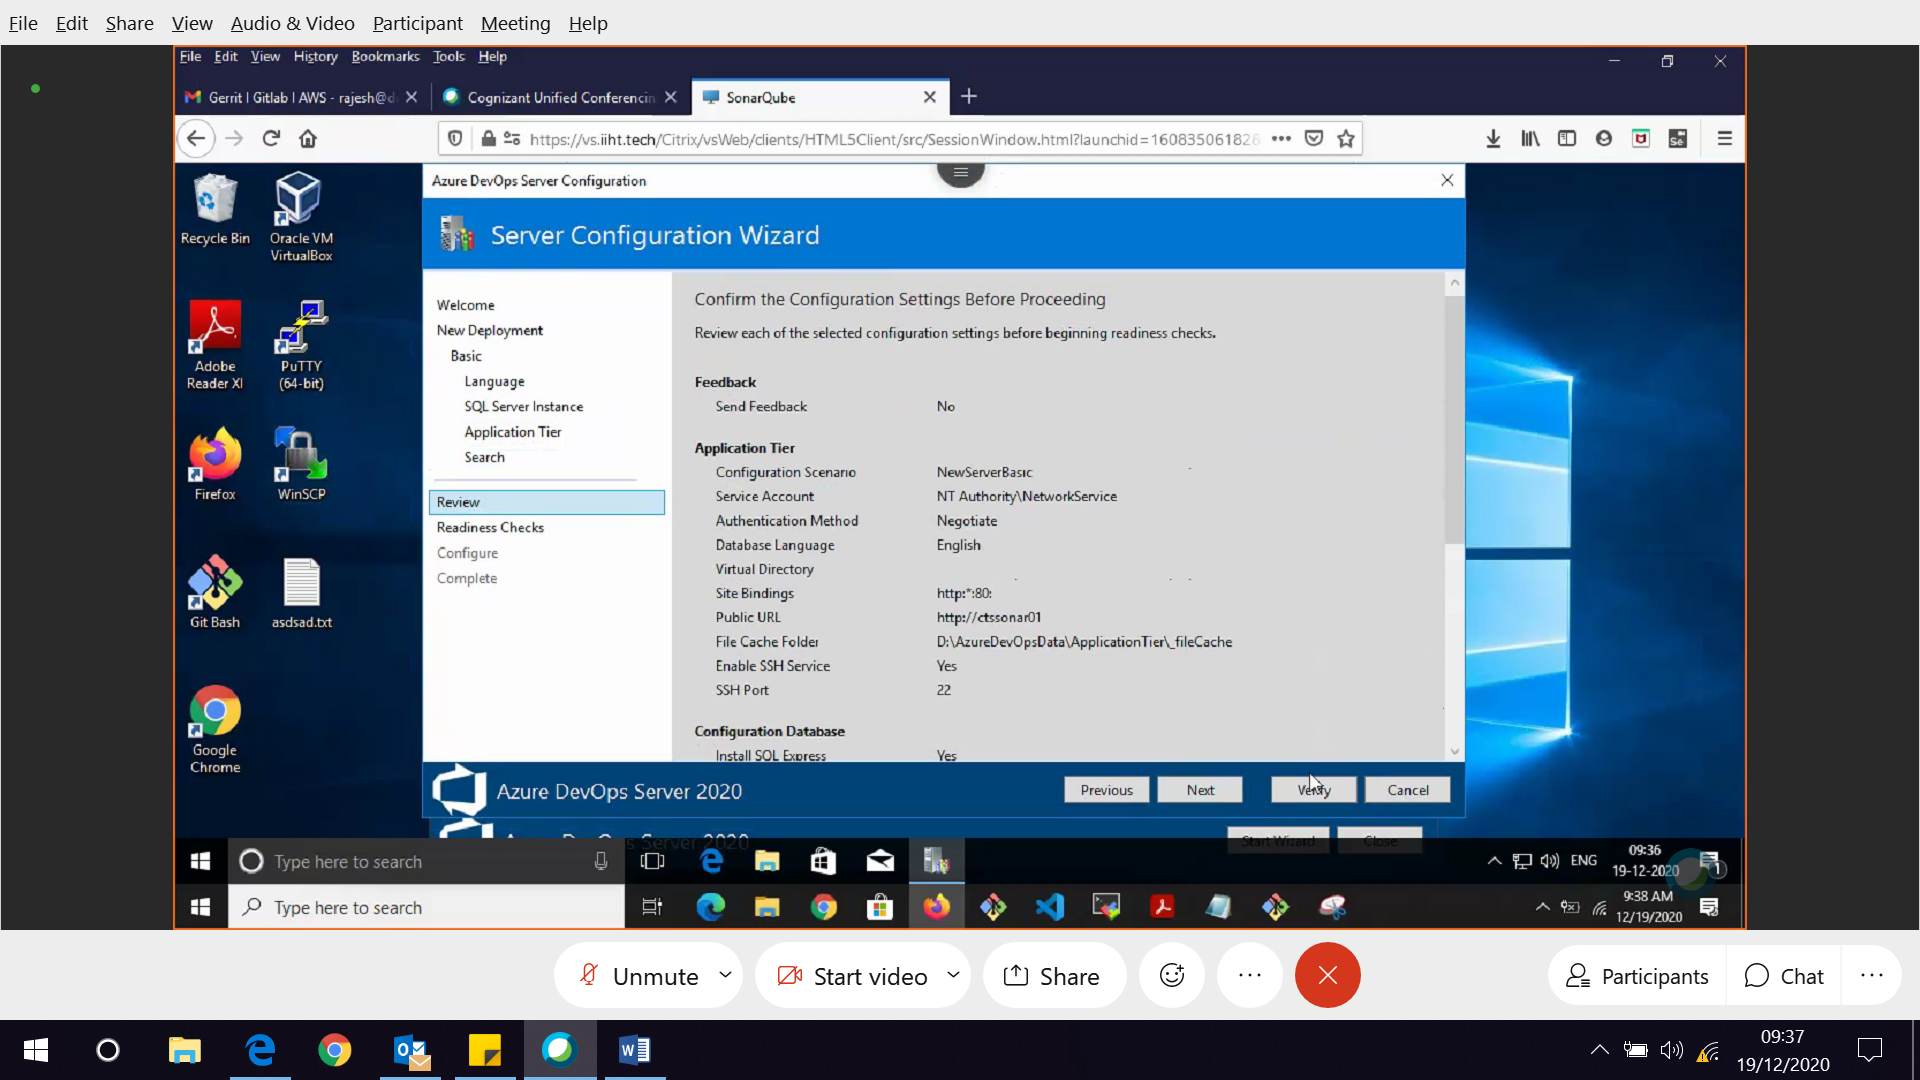 File Edit Share View Audio & Video Participant Meeting Help
File Edit View History Bookmarks Tools Help
Gerrit | Gitlab | AWS - rajesh@d
Cognizant Unified Conferencin
SonarQube
https://vs.iiht.tech/Citrix/vsWeb/clients/HTML5Client/src/SessionWindow.html?launchid=160835061828
Recycle Bin
Oracle VM
VirtualBox
Adobe
Reader XI
PuTTY
(64-bit)
Firefox
WinSCP
Git Bash
asdsad.txt
Google
Chrome
Azure DevOps Server Configuration
Server Configuration Wizard
Welcome
New Deployment
Basic
Language
SQL Server Instance
Application Tier
Search
Review
Readiness Checks
Configure
Complete
Confirm the Configuration Settings Before Proceeding
Review each of the selected configuration settings before beginning readiness checks.
Feedback
Send Feedback No
Application Tier
Configuration Scenario NewServerBasic
Service Account NT Authority\NetworkService
Authentication Method Negotiate
Database Language English
Virtual Directory
Site Bindings http:*:80:
Public URL http://ctssonar01
File Cache Folder D:\AzureDevOpsData\ApplicationTier\_fileCache
Enable SSH Service Yes
SSH Port 22
Configuration Database
Install SQL Express Yes
Azure DevOps Server 2020
Previous Next Verify Cancel
Azure DevOps Server 2020
Start Wizard Close
Type here to search
ENG
09:36
19-12-2020
1
Type here to search
9:38 AM
12/19/2020
Unmute
Start video
Share
Participants
Chat
09:37
19/12/2020